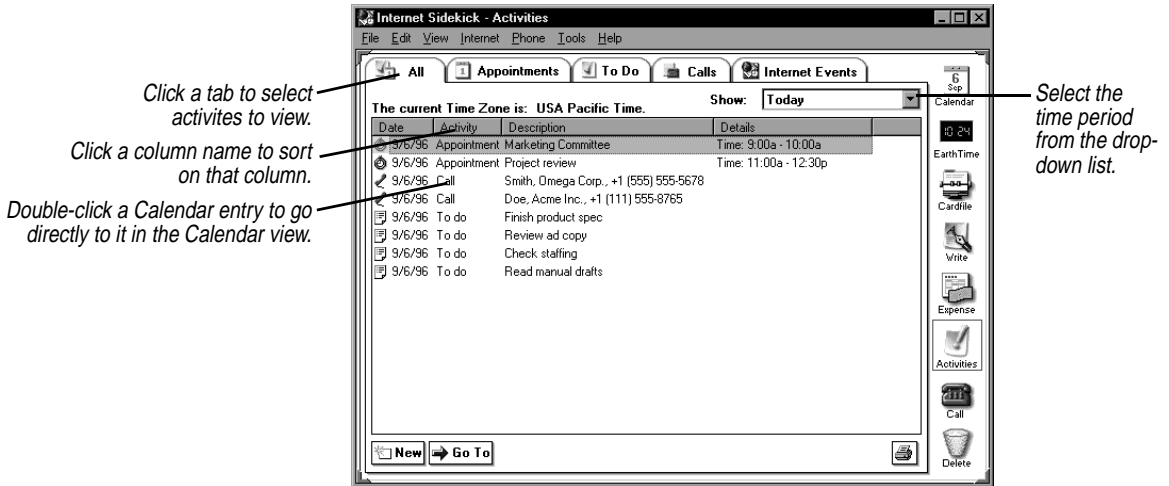 Internet Sidekick - Activities
File Edit View Internet Phone Tools Help
All Appointments To Do Calls Internet Events
The current Time Zone is: USA Pacific Time. Show: Today
Date Activity Description Details
9/6/96 Appointment Marketing Committee Time: 9:00a - 10:00a
9/6/96 Appointment Project review Time: 11:00a - 12:30p
9/6/96 Call Smith, Omega Corp., +1 (555) 555-5678
9/6/96 Call Doe, Acme Inc., +1 (111) 555-8765
9/6/96 To do Finish product spec
9/6/96 To do Review ad copy
9/6/96 To do Check staffing
9/6/96 To do Read manual drafts
New Go To
6
Sep
Calendar
10 24
EarthTime
Cardfile
Write
Expense
Activities
Call
Delete
Click a tab to select
activites to view.
Click a column name to sort
on that column.
Double-click a Calendar entry to go
directly to it in the Calendar view.
Select the
time period
from the drop-
down list.